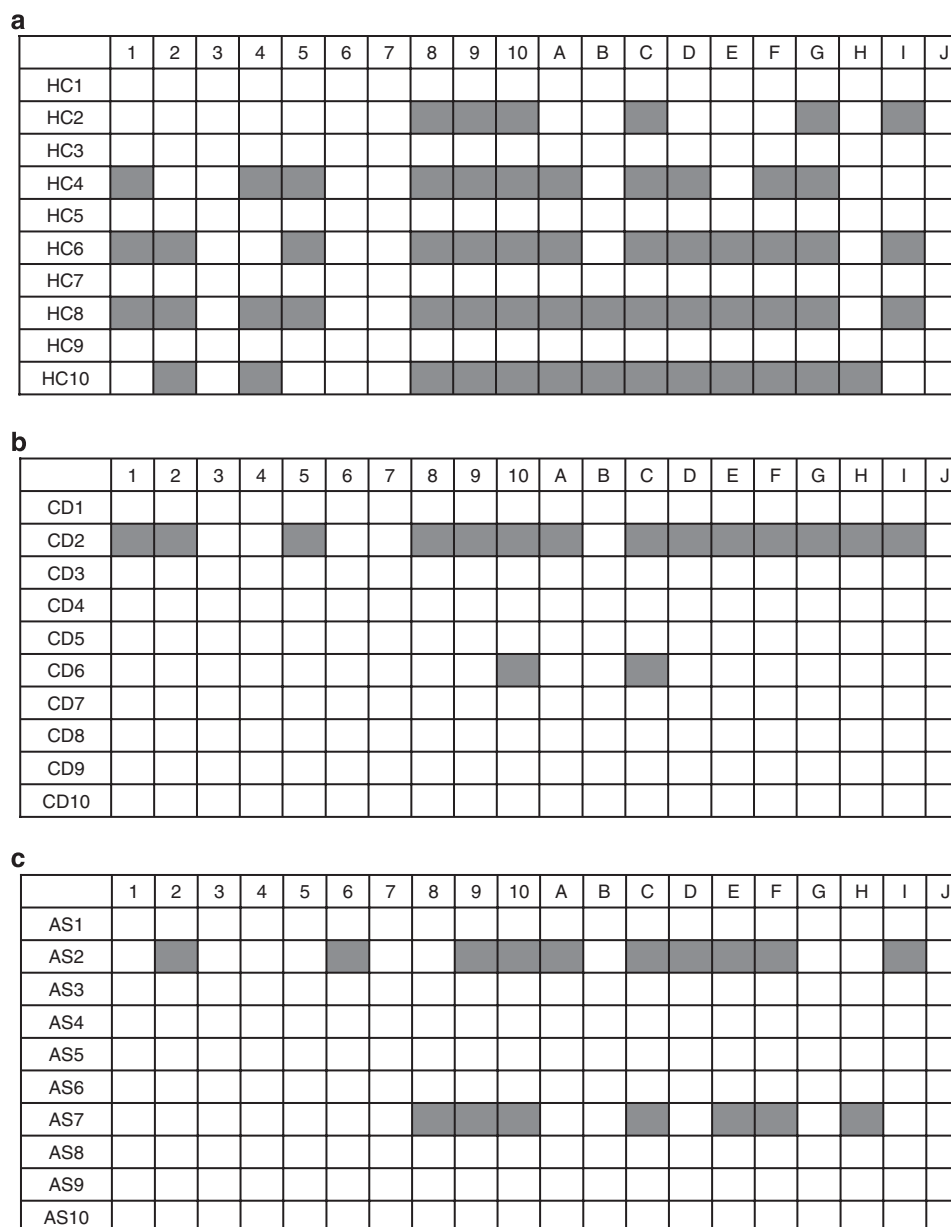 a
1 2 3 4 5 6 7 8 9 10 A B C D E F G H I J
HC1
HC2
HC3
HC4
HC5
HC6
HC7
HC8
HC9
HC10
b
1 2 3 4 5 6 7 8 9 10 A B C D E F G H I J
CD1
CD2
CD3
CD4
CD5
CD6
CD7
CD8
CD9
CD10
c
1 2 3 4 5 6 7 8 9 10 A B C D E F G H I J
AS1
AS2
AS3
AS4
AS5
AS6
AS7
AS8
AS9
AS10